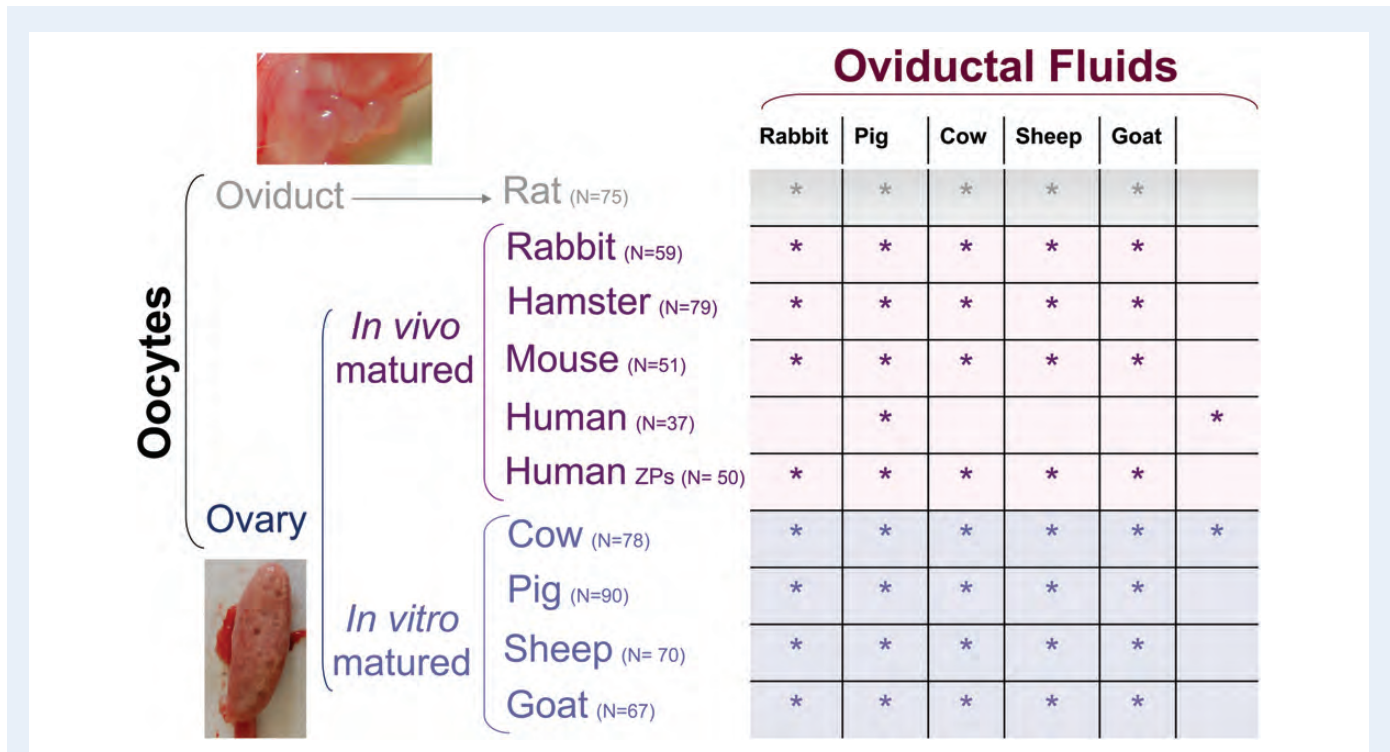 Oviductal Fluids
Rabbit Pig Cow Sheep Goat
Oocytes
Oviduct Rat (N=75) * * * * *
Rabbit (N=59) * * * * *
Hamster (N=79) * * * * *
In vivo
matured
Mouse (N=51) * * * * *
Human (N=37) * *
Human ZPs (N= 50) * * * * *
Ovary
Cow (N=78) * * * * * *
Pig (N=90) * * * * *
In vitro
matured
Sheep (N= 70) * * * * *
Goat (N=67) * * * * *